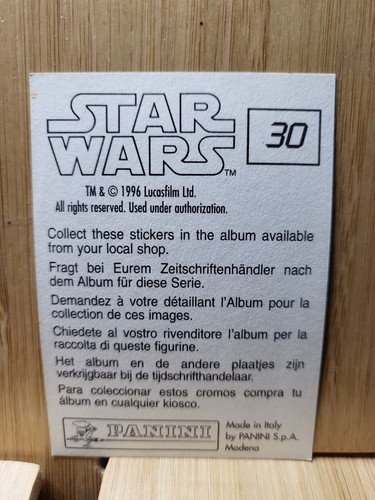 STAR
WARS™
30
TM & © 1996 Lucasfilm Ltd.
All rights reserved. Used under authorization.
Collect these stickers in the album available
from your local shop.
Fragt bei Eurem Zeitschriftenhändler nach
dem Album für diese Serie.
Demandez à votre détaillant l'Album pour la
collection de ces images.
Chiedete al vostro rivenditore l'album per la
raccolta di queste figurine.
Het album en de andere plaatjes zijn
verkrijgbaar bij de tijdschrifthandelaar.
Para coleccionar estos cromos compra tu
álbum en cualquier kiosco.
PANINI
Made in Italy
by PANINI S.p.A.
Modena